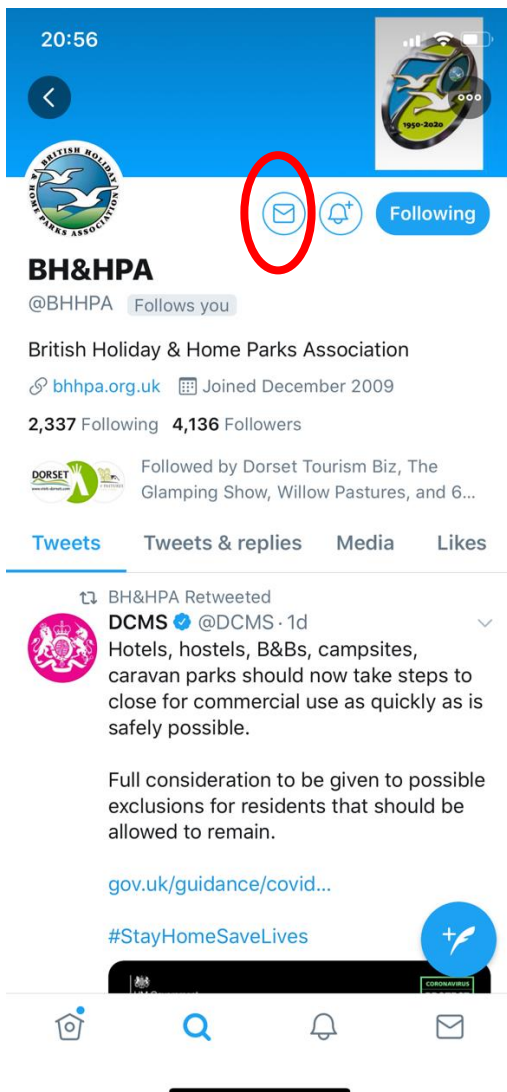 20:56
1950-2020
BRITISH HOLIDAY & HOME PARKS ASSOCIATION
Following
BH&HPA
@BHHPA Follows you
British Holiday & Home Parks Association
bhhpa.org.uk Joined December 2009
2,337 Following 4,136 Followers
DORSET
Followed by Dorset Tourism Biz, The
Glamping Show, Willow Pastures, and 6...
Tweets Tweets & replies Media Likes
BH&HPA Retweeted
DCMS @DCMS · 1d
Hotels, hostels, B&Bs, campsites,
caravan parks should now take steps to
close for commercial use as quickly as is
safely possible.
Full consideration to be given to possible
exclusions for residents that should be
allowed to remain.
gov.uk/guidance/covid...
#StayHomeSaveLives
CORONAVIRUS